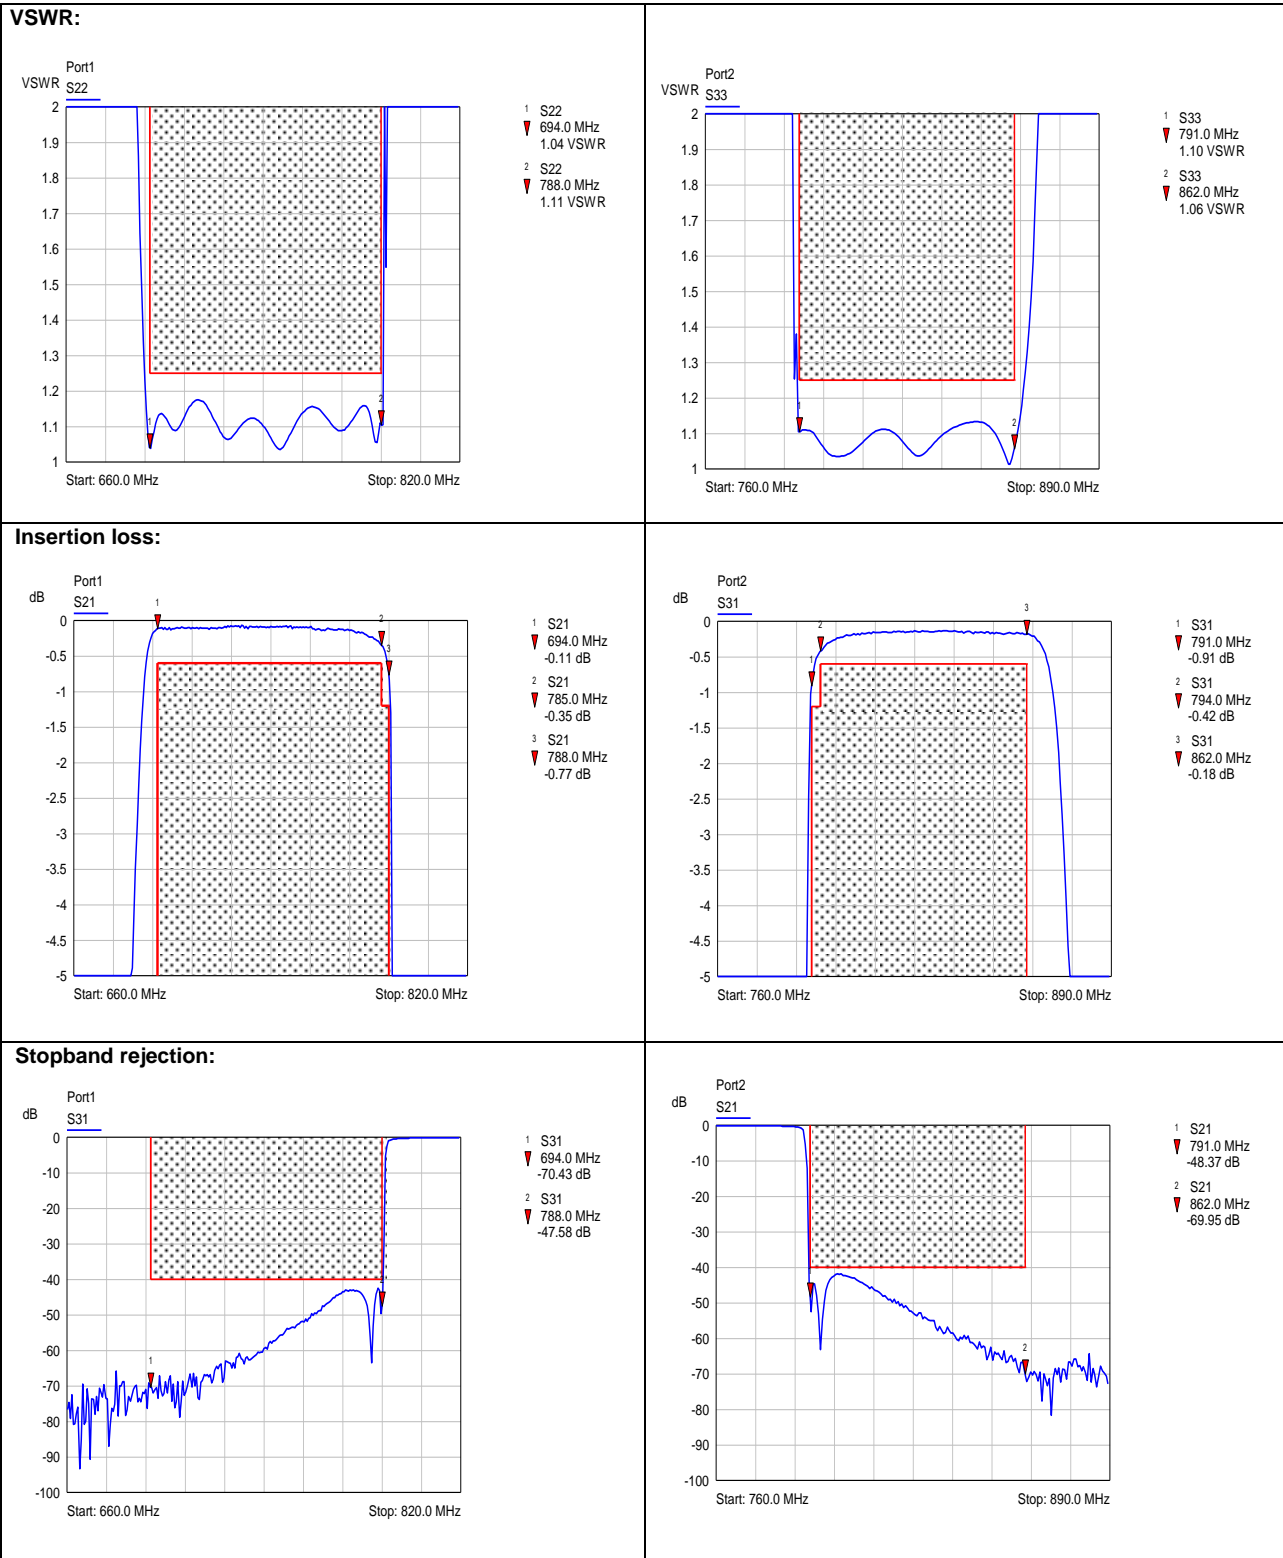 VSWR:
Port1
VSWR
S22
2
1.9
1.8
1.7
1.6
1.5
1.4
1.3
1.2
1.1
1
1
2
Start: 660.0 MHz
Stop: 820.0 MHz
1 S22
694.0 MHz
1.04 VSWR
2 S22
788.0 MHz
1.11 VSWR
Port2
VSWR
S33
2
1.9
1.8
1.7
1.6
1.5
1.4
1.3
1.2
1.1
1
1
2
Start: 760.0 MHz
Stop: 890.0 MHz
1 S33
791.0 MHz
1.10 VSWR
2 S33
862.0 MHz
1.06 VSWR
Insertion loss:
Port1
dB
S21
0
-0.5
-1
-1.5
-2
-2.5
-3
-3.5
-4
-4.5
-5
1
2
3
Start: 660.0 MHz
Stop: 820.0 MHz
1 S21
694.0 MHz
-0.11 dB
2 S21
785.0 MHz
-0.35 dB
3 S21
788.0 MHz
-0.77 dB
Port2
dB
S31
0
-0.5
-1
-1.5
-2
-2.5
-3
-3.5
-4
-4.5
-5
1
2
3
Start: 760.0 MHz
Stop: 890.0 MHz
1 S31
791.0 MHz
-0.91 dB
2 S31
794.0 MHz
-0.42 dB
3 S31
862.0 MHz
-0.18 dB
Stopband rejection:
Port1
dB
S31
0
-10
-20
-30
-40
-50
-60
-70
-80
-90
-100
1
Start: 660.0 MHz
Stop: 820.0 MHz
1 S31
694.0 MHz
-70.43 dB
2 S31
788.0 MHz
-47.58 dB
Port2
dB
S21
0
-10
-20
-30
-40
-50
-60
-70
-80
-90
-100
2
Start: 760.0 MHz
Stop: 890.0 MHz
1 S21
791.0 MHz
-48.37 dB
2 S21
862.0 MHz
-69.95 dB